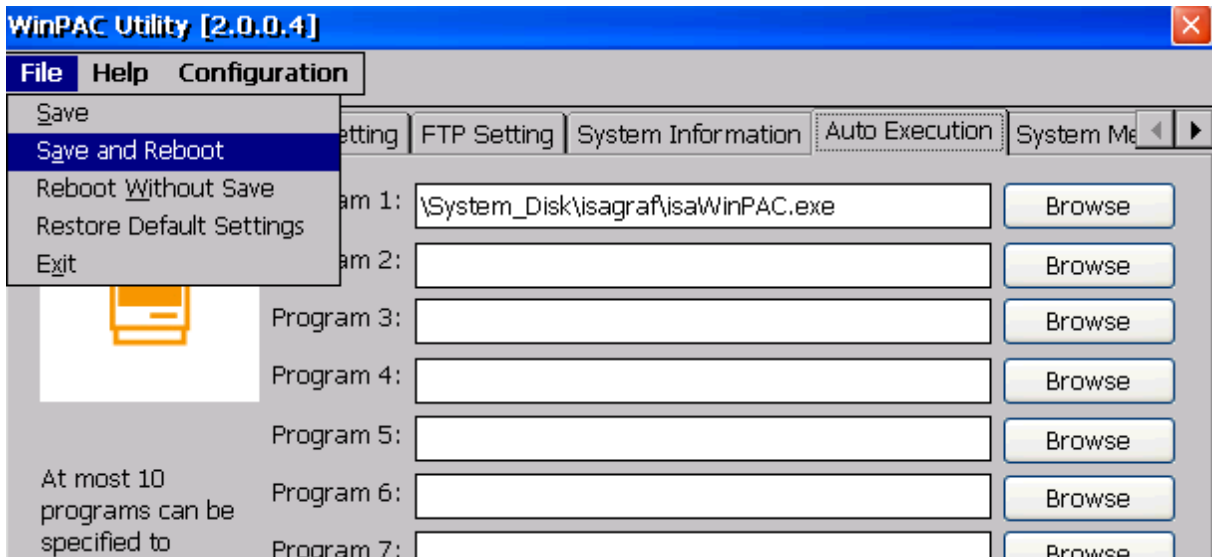 WinPAC Utility [2.0.0.4]
File Help Configuration
Save
Save and Reboot
Reboot Without Save
Restore Default Settings
Exit
etting FTP Setting System Information Auto Execution System Me
am 1: \System_Disk\isagraf\isaWinPAC.exe Browse
am 2: Browse
Program 3: Browse
Program 4: Browse
Program 5: Browse
Program 6: Browse
Program 7: Browse
At most 10
programs can be
specified to